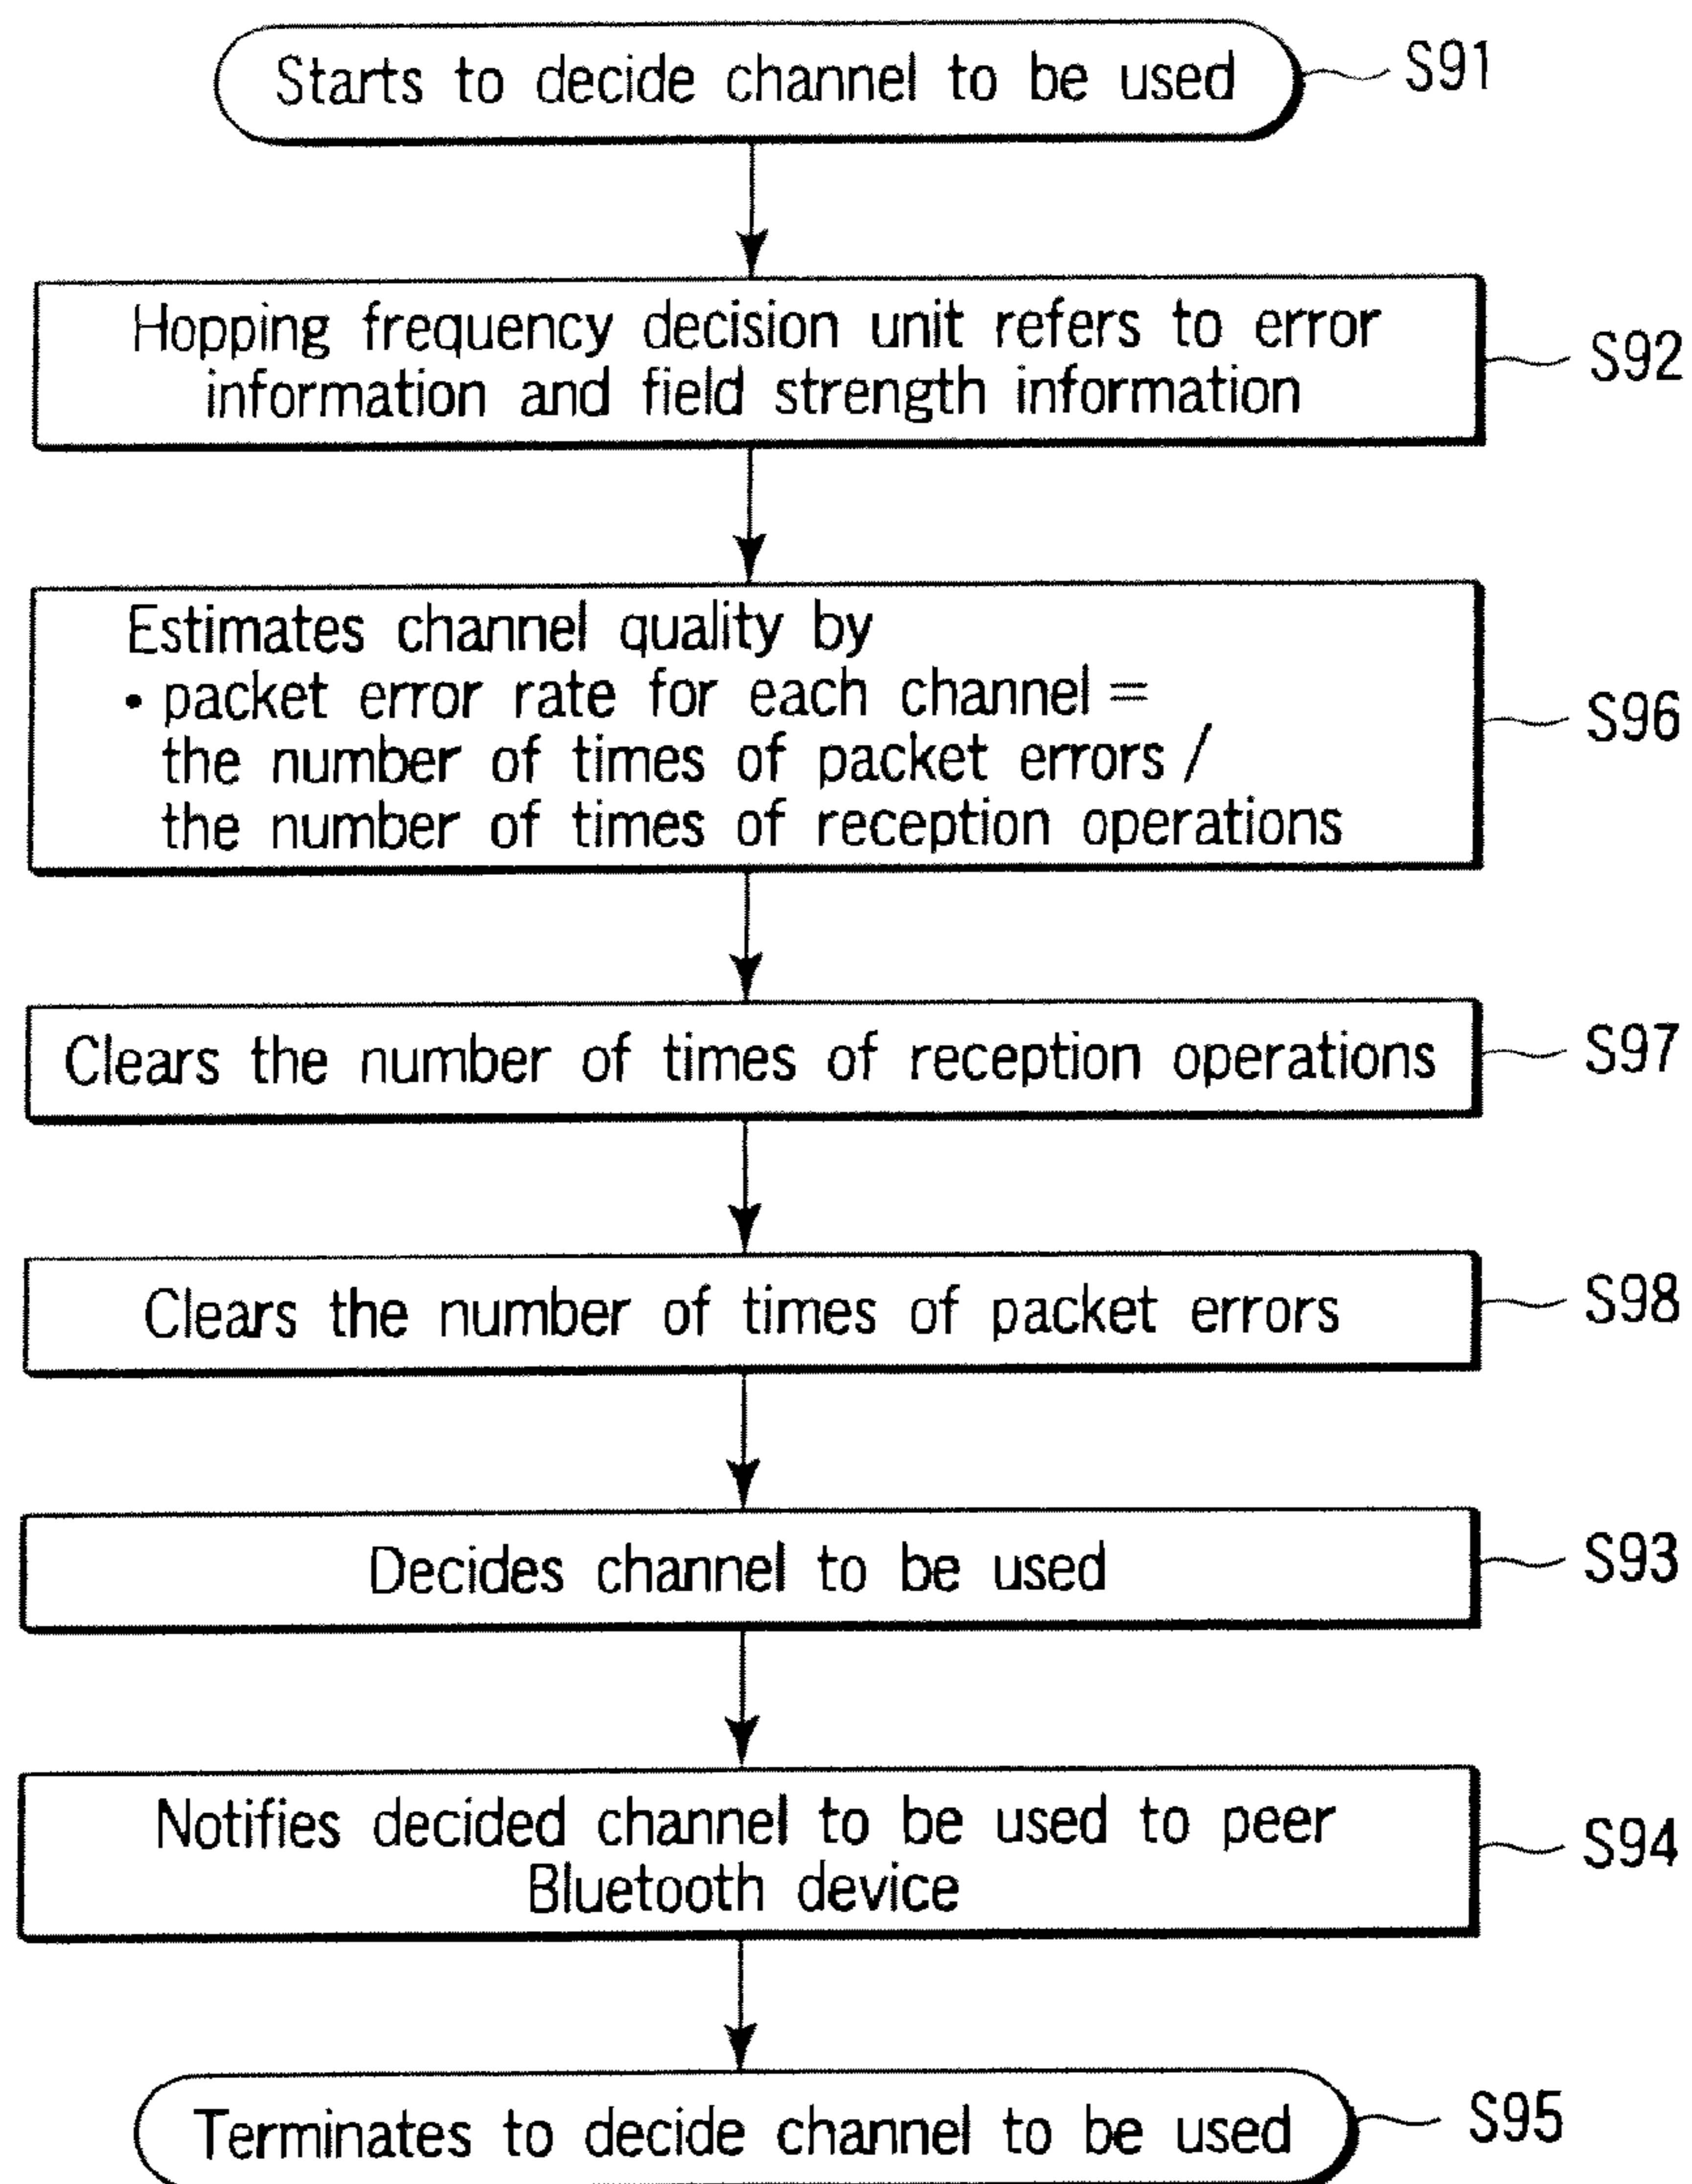 Starts to decide channel to be used
S91
Hopping frequency decision unit refers to error
information and field strength information
S92
Estimates channel quality by
• packet error rate for each channel =
the number of times of packet errors /
the number of times of reception operations
S96
Clears the number of times of reception operations
S97
Clears the number of times of packet errors
S98
Decides channel to be used
S93
Notifies decided channel to be used to peer
Bluetooth device
S94
Terminates to decide channel to be used
S95